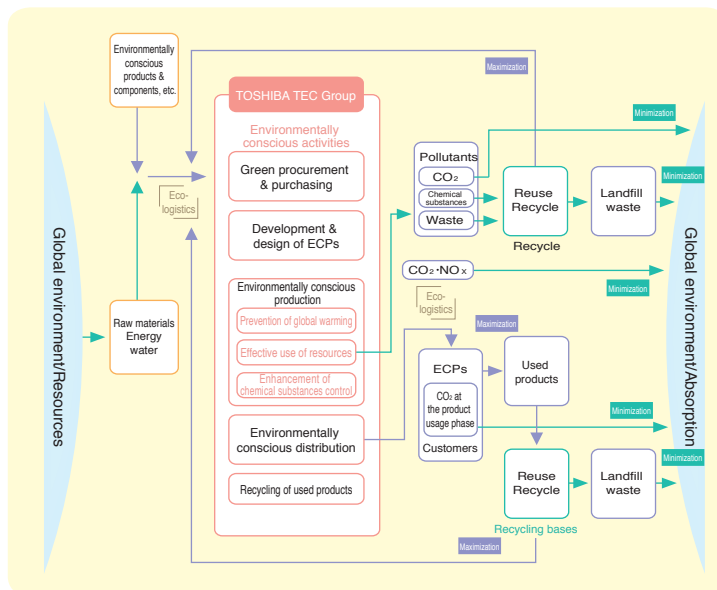 Environmentally
conscious
products &
components, etc.
Maximization
TOSHIBA TEC Group
Environmentally
conscious activities
Green procurement
& purchasing
Development &
design of ECPs
Environmentally conscious
production
Prevention of global warming
Effective use of resources
Enhancement of
chemical substances control
Environmentally
conscious distribution
Recycling of used products
Eco-
logistics
Global environment/Resources
Raw materials
Energy
water
Pollutants
CO₂
Chemical
substances
Waste
Minimization
Reuse
Recycle
Recycle
Landfill
waste
Minimization
CO₂・NOx
Minimization
Eco-
logistics
Maximization
ECPs
CO₂ at
the product
usage phase
Customers
Used
products
Minimization
Reuse
Recycle
Recycling bases
Landfill
waste
Minimization
Maximization
Global environment/Absorption